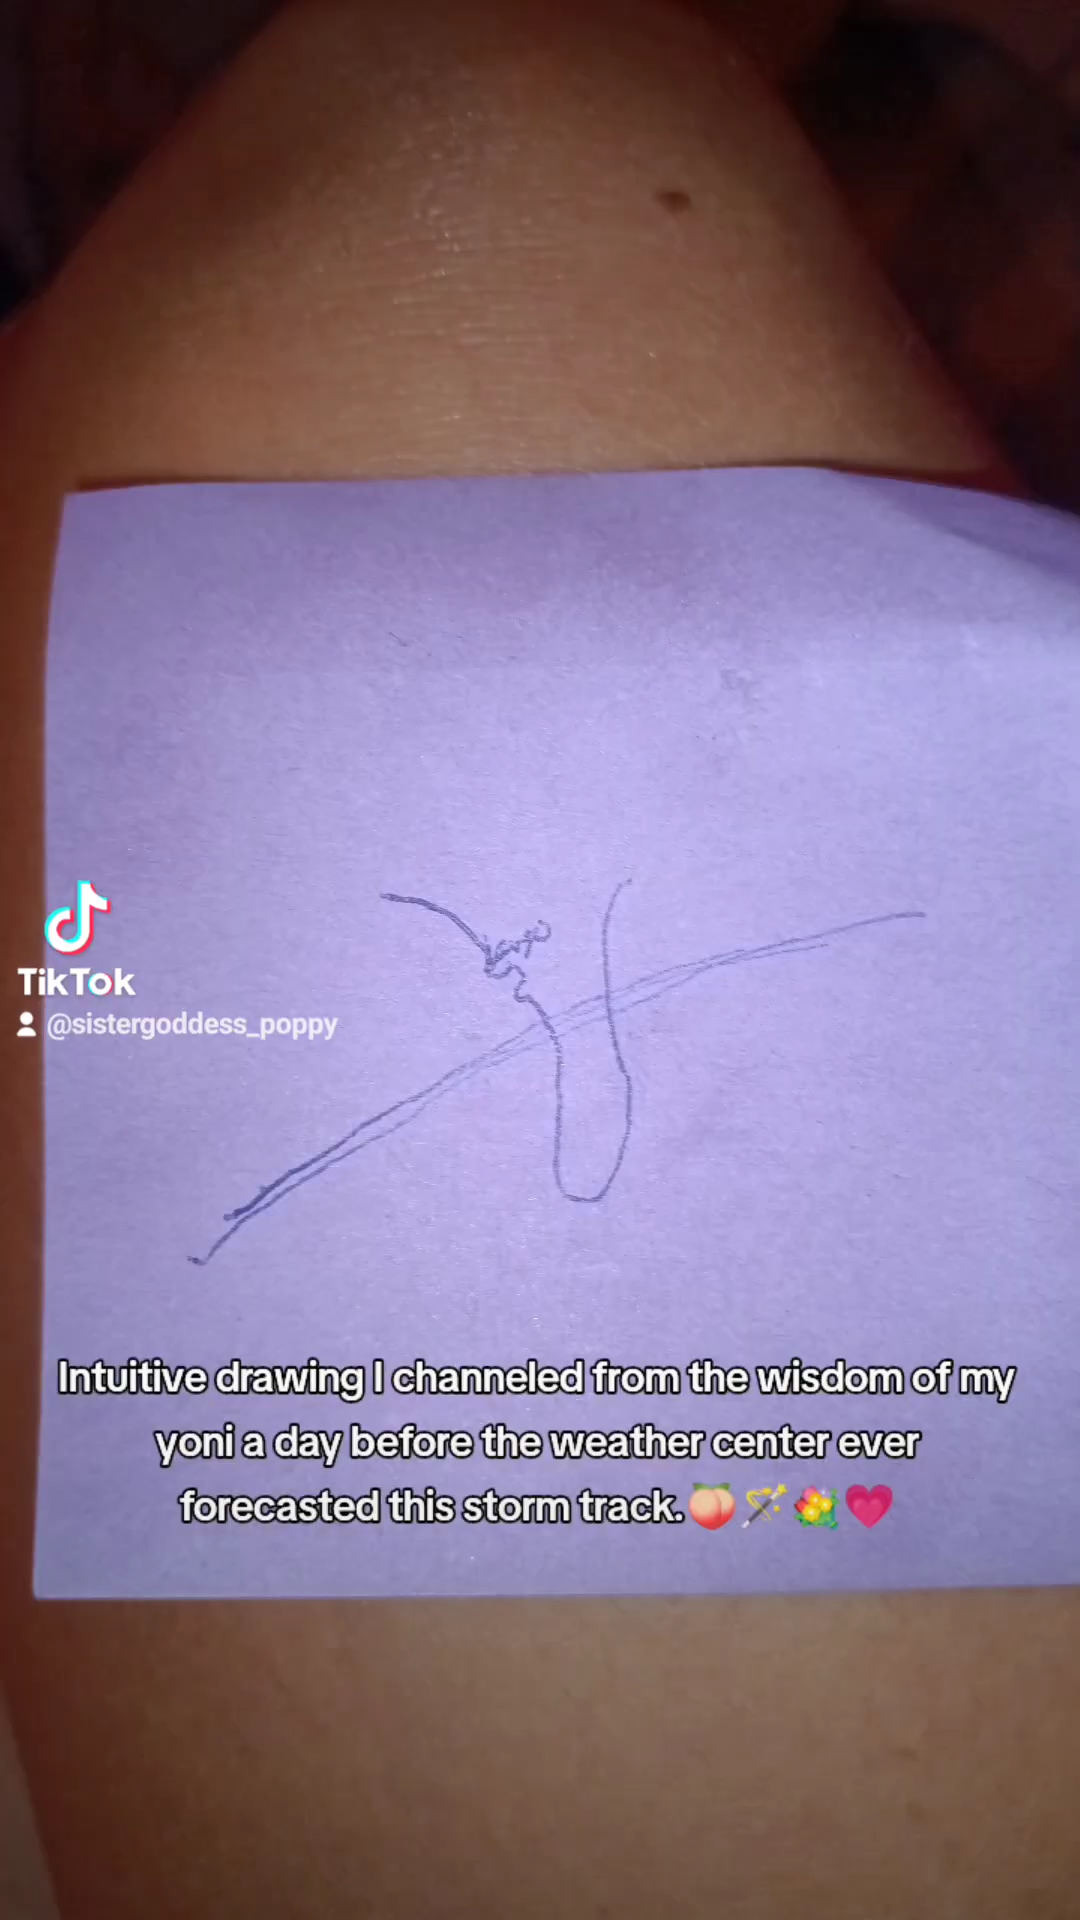 TikTok
@sistergoddess_poppy
Intuitive drawing I channeled from the wisdom of my
yoni a day before the weather center ever
forecasted this storm track.🍑🪄💐💗